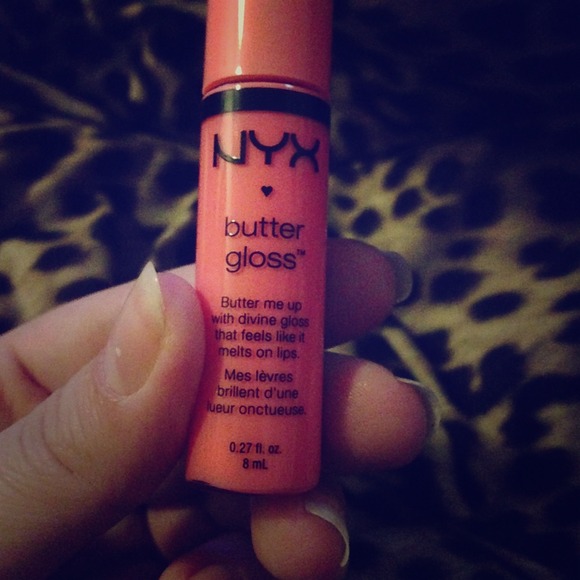 NYX
butter
gloss™
Butter me up
with divine gloss
that feels like it
melts on lips.
Mes lèvres
brillent d'une
lueur onctueuse.
0.27 fl. oz.
8 mL